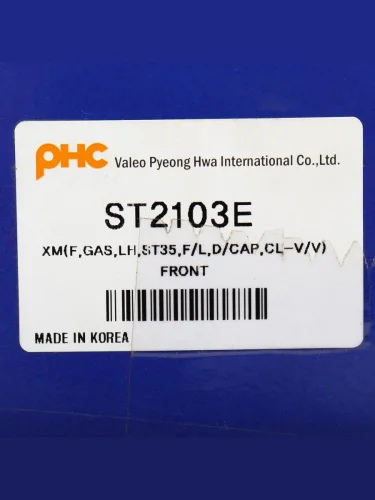 PHC Valeo Pyeong Hwa International Co.,Ltd.
ST2103E
XM(F,GAS,LH,ST35,F/L,D/CAP,CL-V/V)
FRONT
MADE IN KOREA